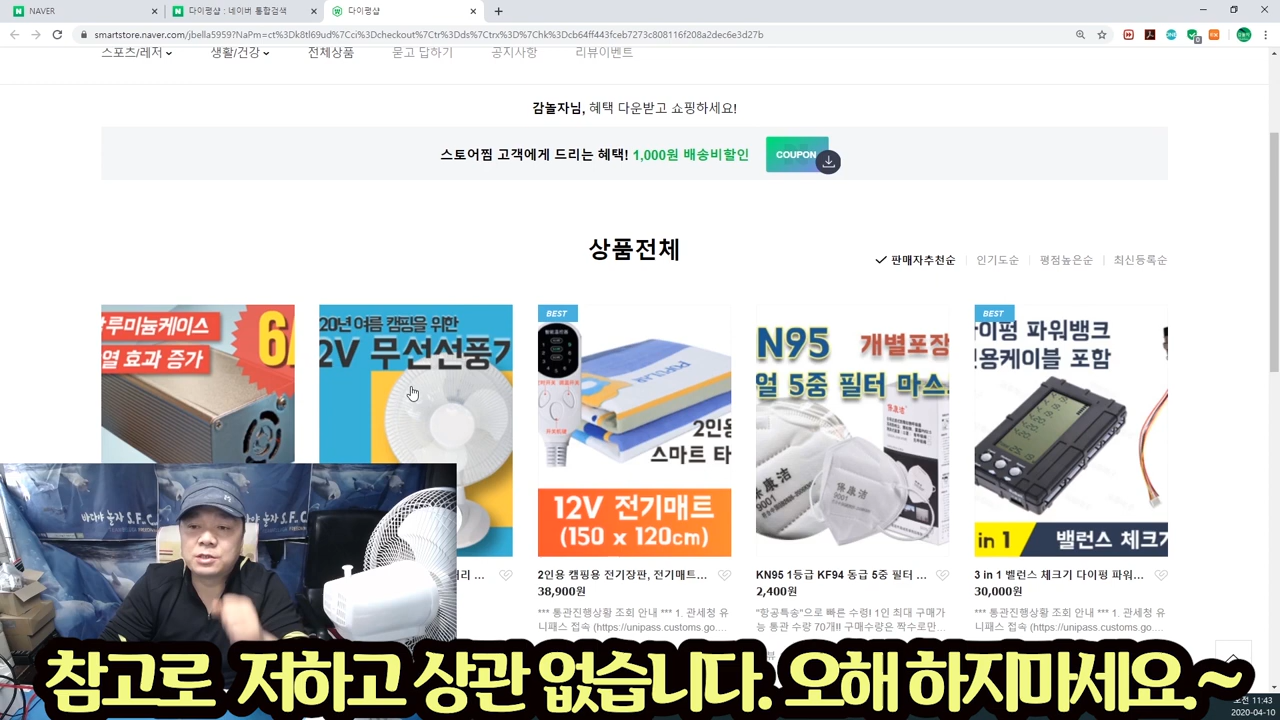 NAVER
다이펑샵 : 네이버 통합검색
다이펑샵
smartstore.naver.com/jbella5959?NaPm=ct%3Dk8tl69ud%7Cci%3Dcheckout%7Ctr%3Dds%7Ctrx%3D%7Chk%3Dcb64ff443fceb7273c808116f208a2dec6e3d27b
스포츠/레저
생활/건강
전체상품
묻고 답하기
공지사항
리뷰이벤트
감놀자님, 혜택 다운받고 쇼핑하세요!
스토어찜 고객에게 드리는 혜택! 1,000원 배송비할인
COUPON
상품전체
판매자추천순
인기도순
평점높은순
최신등록순
루미늄케이스
열 효과 증가
20년 여름 캠핑을 위한
2V 무선선풍기
BEST
2인용
스마트 타
12V 전기매트
(150 x 120cm)
N95 개별포장
얼 5중 필터 마스
保康洁
9001
BEST
이펑 파워뱅크
용케이블 포함
in 1 밸런스 체크기
2인용 캠핑용 전기장판, 전기매트...
38,900원
*** 통관진행상황 조회 안내 *** 1. 관세청 유
니패스 접속 (https://unipass.customs.go....
KN95 1등급 KF94 동급 5중 필터 ...
2,400원
"항공특송"으로 빠른 수령! 1인 최대 구매가
능 통관 수량 70개!! 구매수량은 짝수로만...
3 in 1 밸런스 체크기 다이펑 파워...
30,000원
*** 통관진행상황 조회 안내 *** 1. 관세청 유
니패스 접속 (https://unipass.customs.go....
바다야 놀자 S.F.C
참고로 저하고 상관 없습니다. 오해 하지마세요.~
오전 11:43
2020-04-10